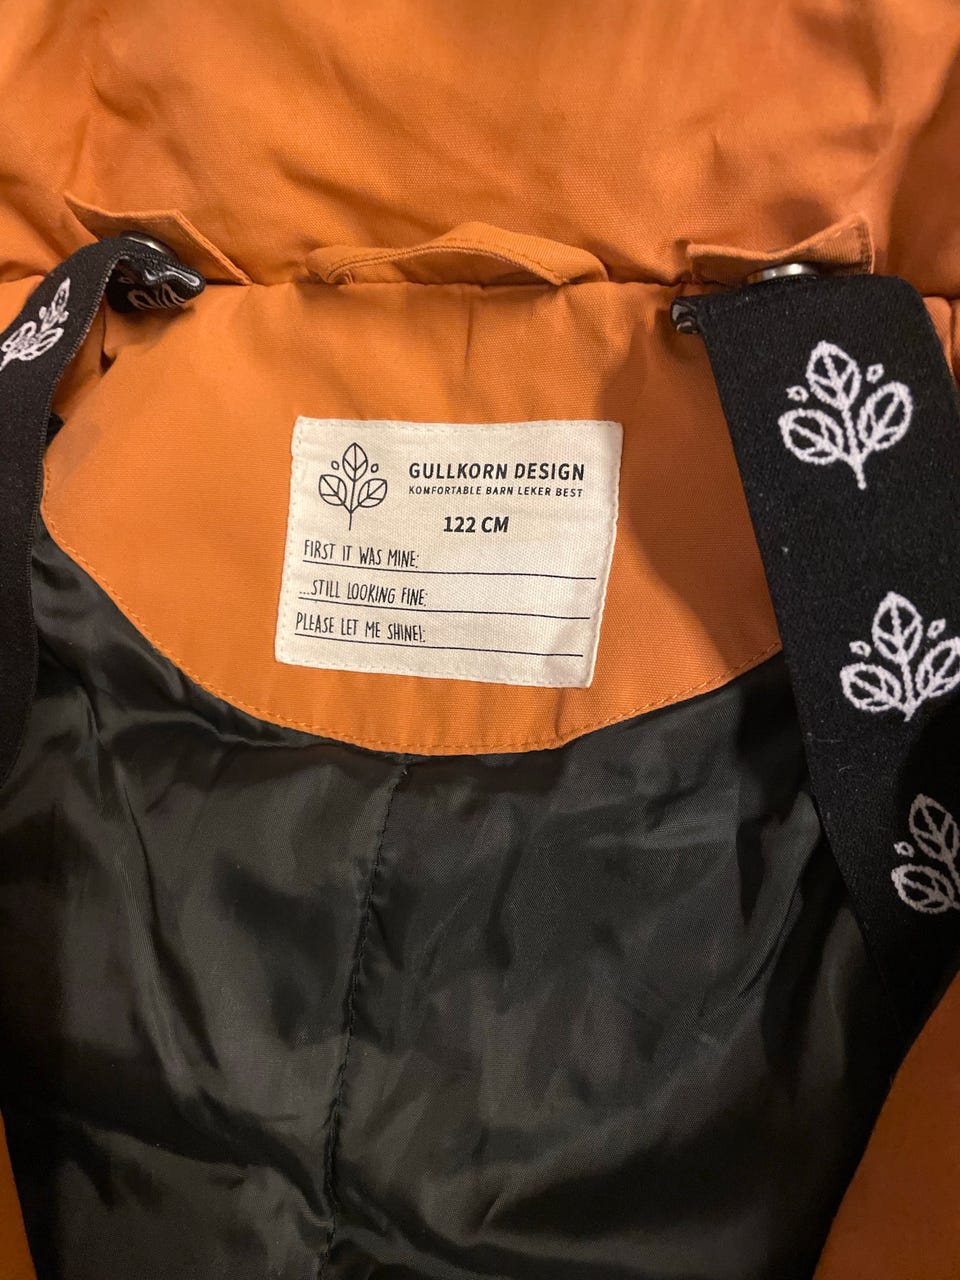 GULLKORN DESIGN
KOMFORTABLE BARN LEKER BEST
122 CM
FIRST IT WAS MINE:
...STILL LOOKING FINE:
PLEASE LET ME SHINE!: